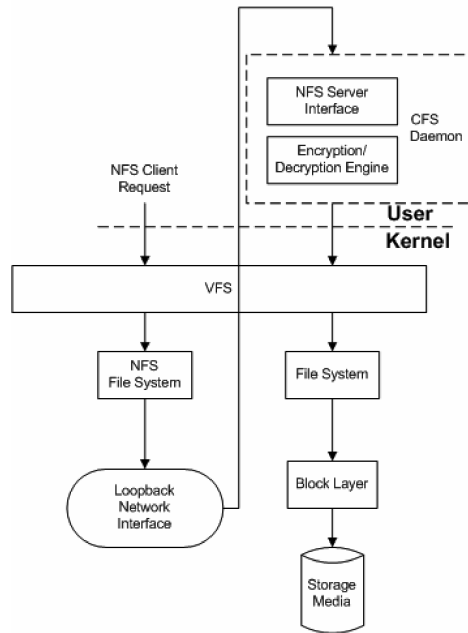 NFS Server
Interface
CFS
Daemon
Encryption/
Decryption Engine
NFS Client
Request
User
Kernel
VFS
NFS
File System
File System
Loopback
Network
Interface
Block Layer
Storage
Media